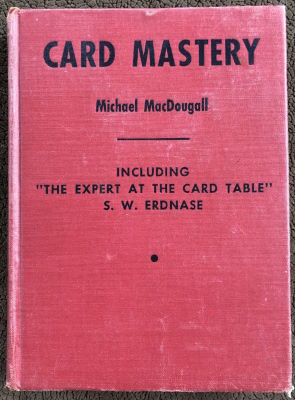 CARD MASTERY
Michael MacDougall
INCLUDING
"THE EXPERT AT THE CARD TABLE"
S. W. ERDNASE